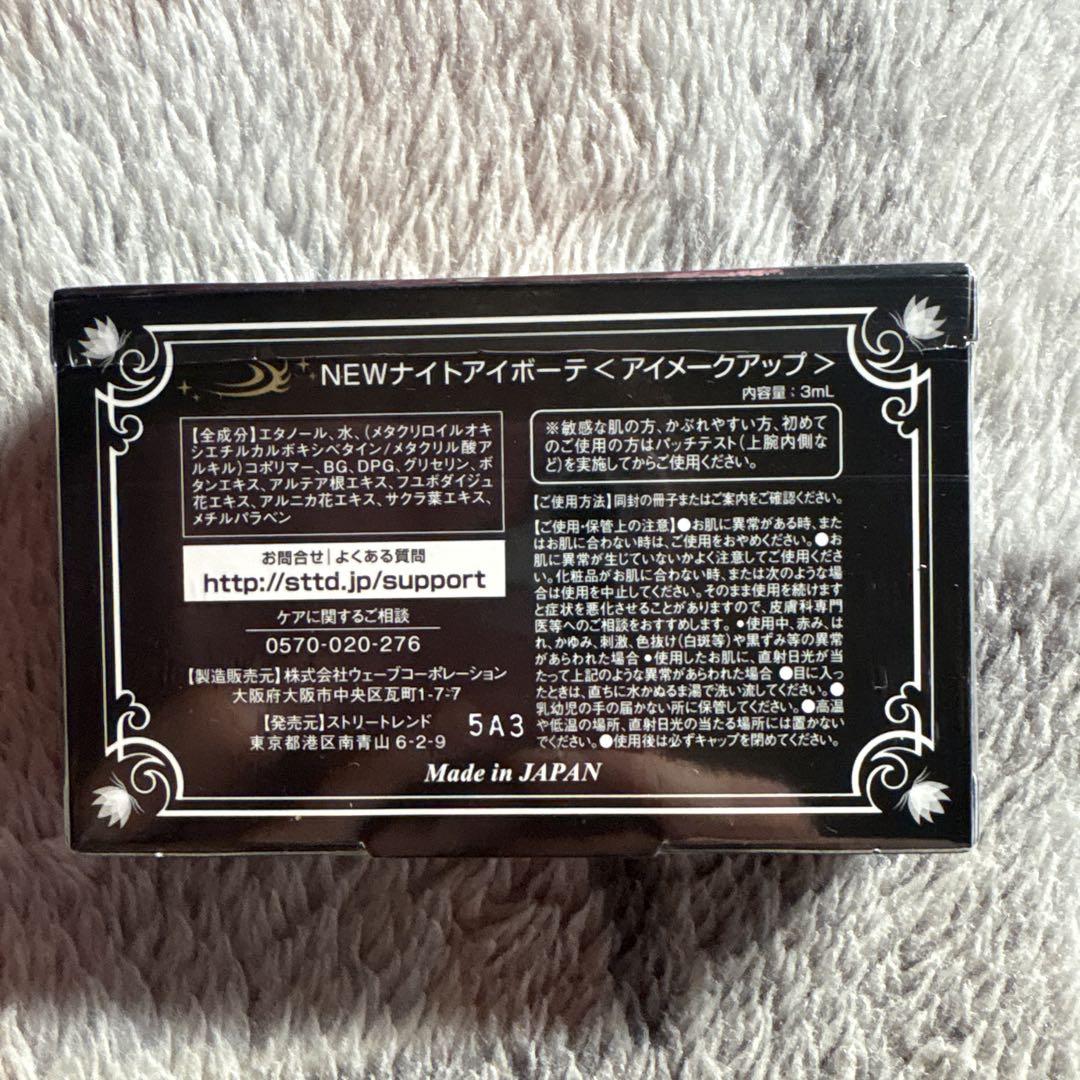 NEWナイトアイボーテ＜アイメークアップ＞
内容量：3mL
【全成分】エタノール、水、（メタクリロイルオキ
シエチルカルボキシベタイン/メタクリル酸ア
ルキル）コポリマー、BG、DPG、グリセリン、ボ
タンエキス、アルテア根エキス、フユボダイジュ
花エキス、アルニカ花エキス、サクラ葉エキス、
メチルパラベン
お問合せ|よくある質問
http://sttd.jp/support
ケアに関するご相談
0570-020-276
【製造販売元】株式会社ウェーブコーポレーション
大阪府大阪市中央区瓦町1-7-7
【発売元】ストリートレンド
東京都港区南青山 6-2-9
5A3
※敏感な肌の方、かぶれやすい方、初めて
のご使用の方はパッチテスト（上腕内側な
ど）を実施してからご使用ください。
【ご使用方法】同封の冊子またはご案内をご確認ください。
【ご使用・保管上の注意】●お肌に異常がある時、また
はお肌に合わない時は、ご使用をおやめください。●お
肌に異常が生じていないかよく注意してご使用くださ
い。化粧品がお肌に合わない時、または次のような場
合は使用を中止してください。そのまま使用を続けます
と症状を悪化させることがありますので、皮膚科専門
医等へのご相談をおすすめします。●使用中、赤み、は
れ、かゆみ、刺激、色抜け（白斑等）や黒ずみ等の異常
があらわれた場合●使用したお肌に、直射日光が当
たって上記のような異常があらわれた場合●目に入っ
たときは、直ちに水かぬるま湯で洗い流してください。●
乳幼児の手の届かない所に保管してください。●高温
や低温の場所、直射日光の当たる場所には置かない
でください。●使用後は必ずキャップを閉めてください。
Made in JAPAN